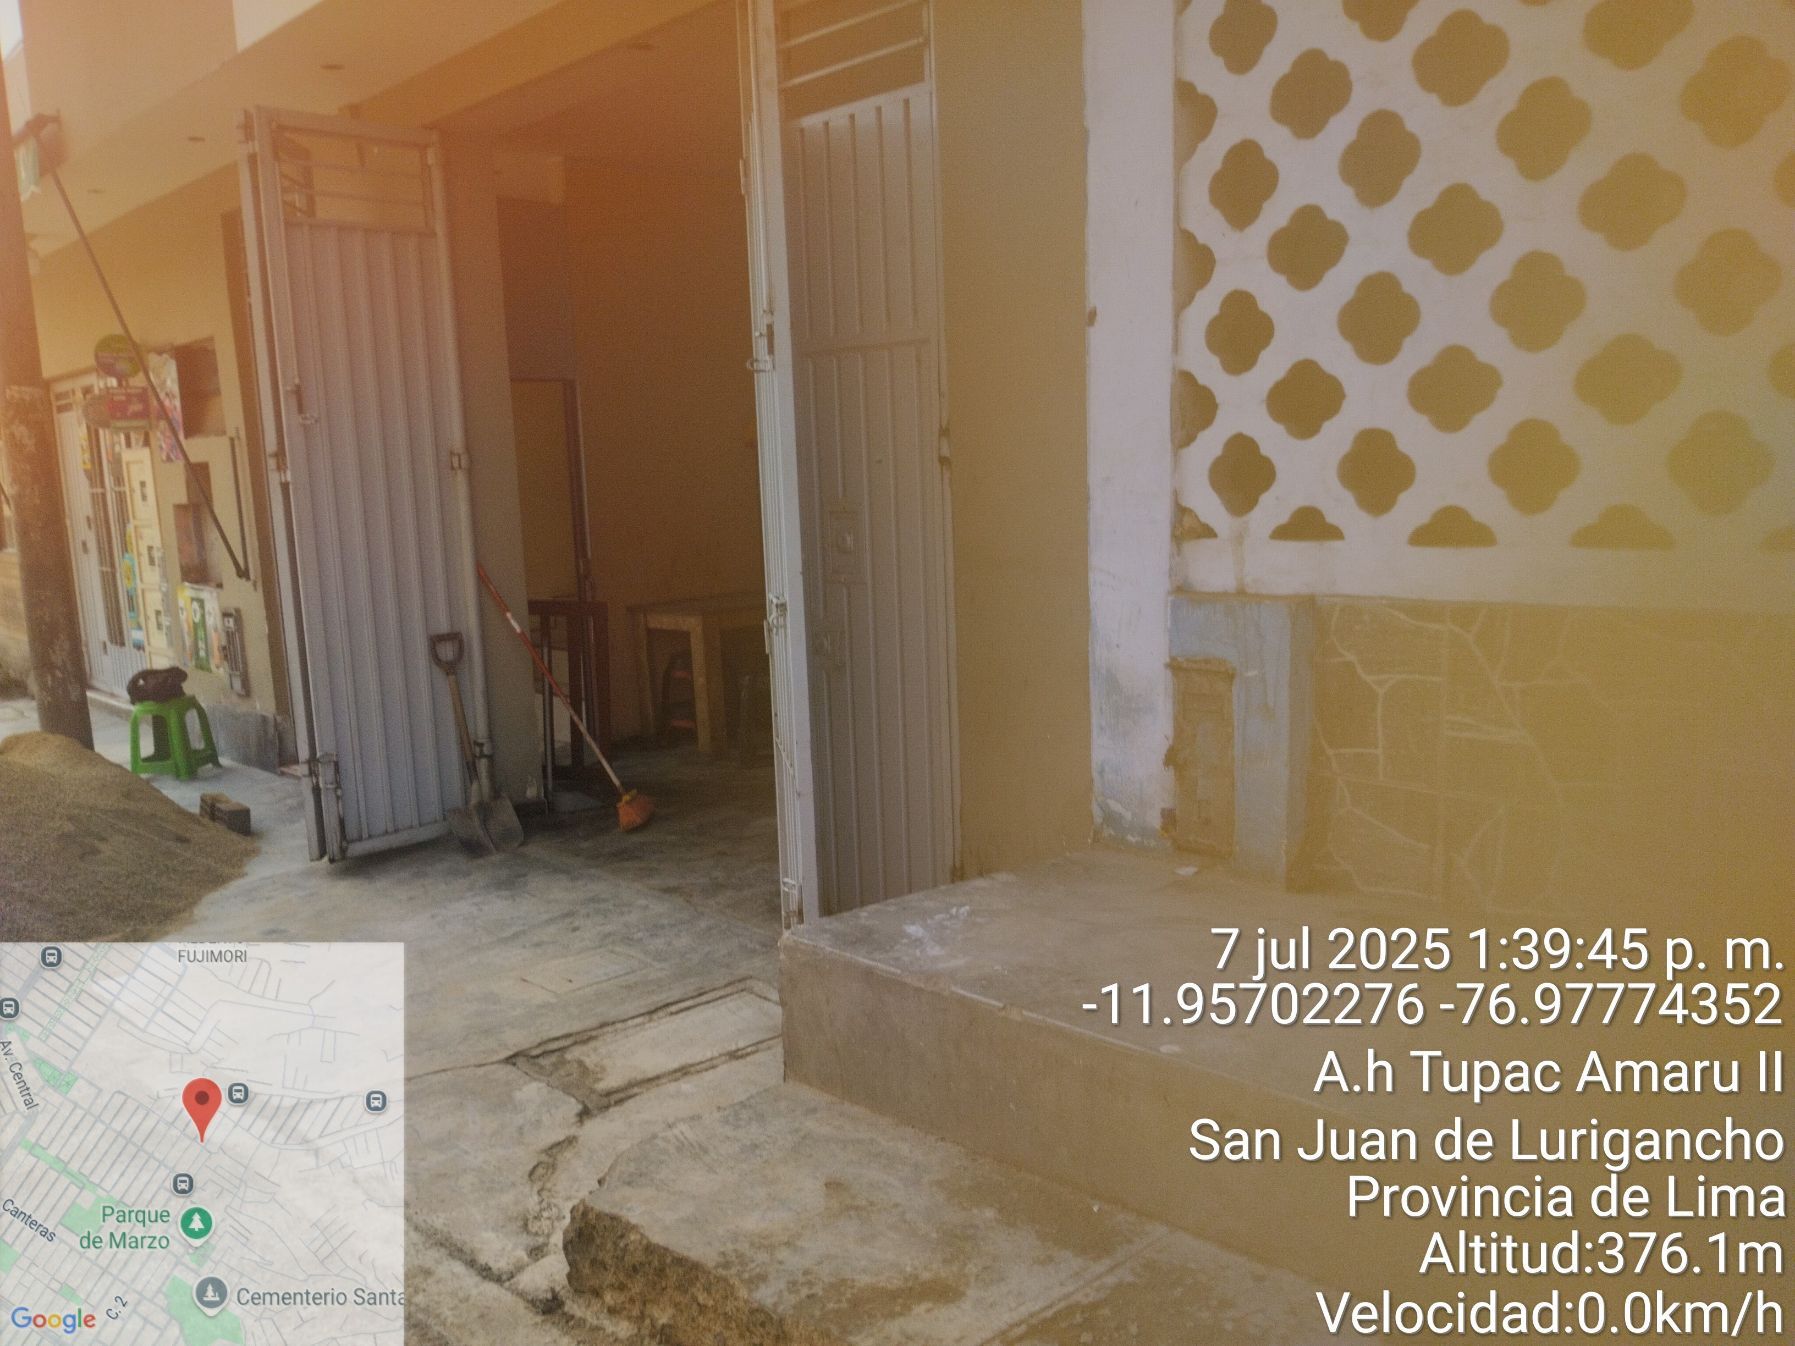 FUJIMORI
Av. Central
Canteras
Parque
de Marzo
Cementerio Santa
C. 2
Google
7 jul 2025 1:39:45 p. m.
-11.95702276 -76.97774352
A.h Tupac Amaru II
San Juan de Lurigancho
Provincia de Lima
Altitud:376.1m
Velocidad:0.0km/h